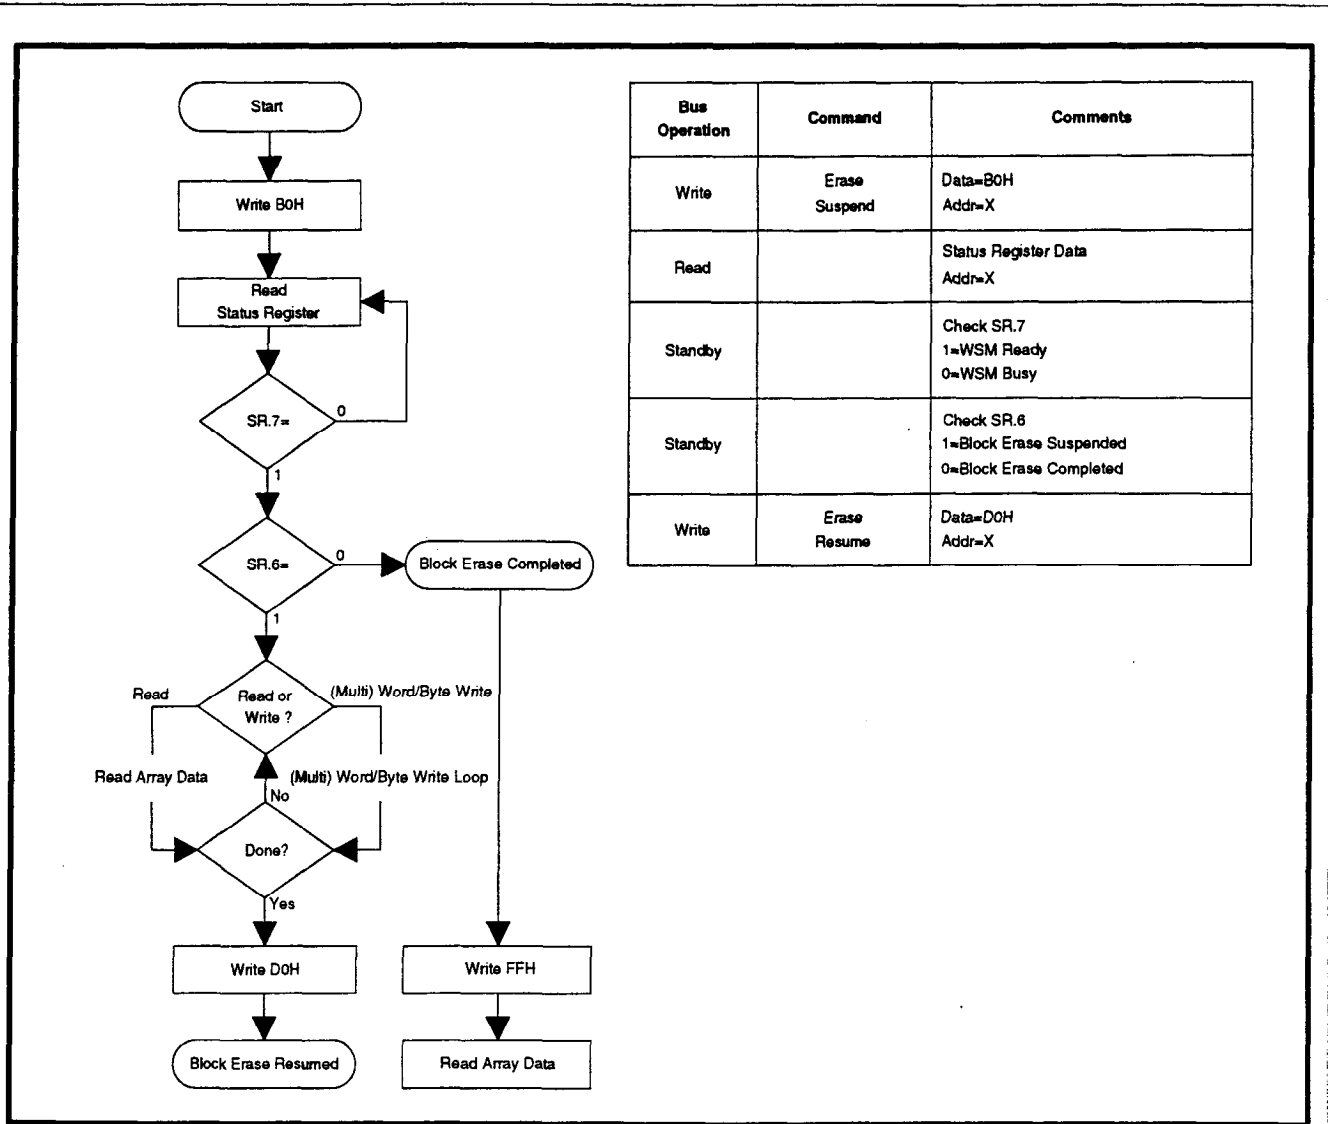 Start
Write B0H
Read
Status Register
SR.7=
0
1
SR.6=
0
Block Erase Completed
1
Read
Read or
Write ?
(Multi) Word/Byte Write
Read Array Data
(Multi) Word/Byte Write Loop
No
Done?
Yes
Write D0H
Write FFH
Block Erase Resumed
Read Array Data
Bus
Operation
Command
Comments
Write
Erase
Suspend
Data=B0H
Addr=X
Read
Status Register Data
Addr=X
Standby
Check SR.7
1=WSM Ready
0=WSM Busy
Standby
Check SR.6
1=Block Erase Suspended
0=Block Erase Completed
Write
Erase
Resume
Data=D0H
Addr=X